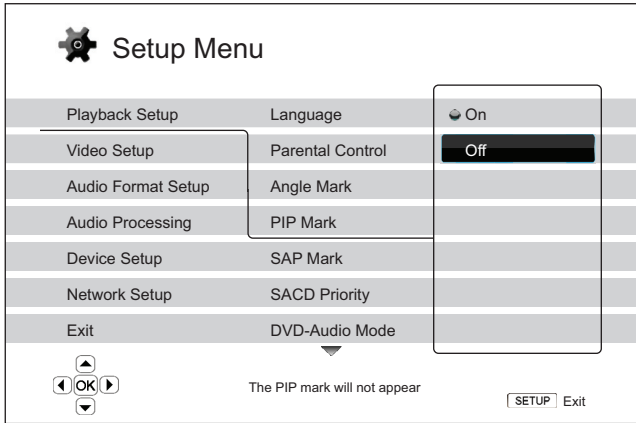 Setup Menu
Playback Setup Language On
Video Setup Parental Control Off
Audio Format Setup Angle Mark
Audio Processing PIP Mark
Device Setup SAP Mark
Network Setup SACD Priority
Exit DVD-Audio Mode
OK The PIP mark will not appear
SETUP Exit